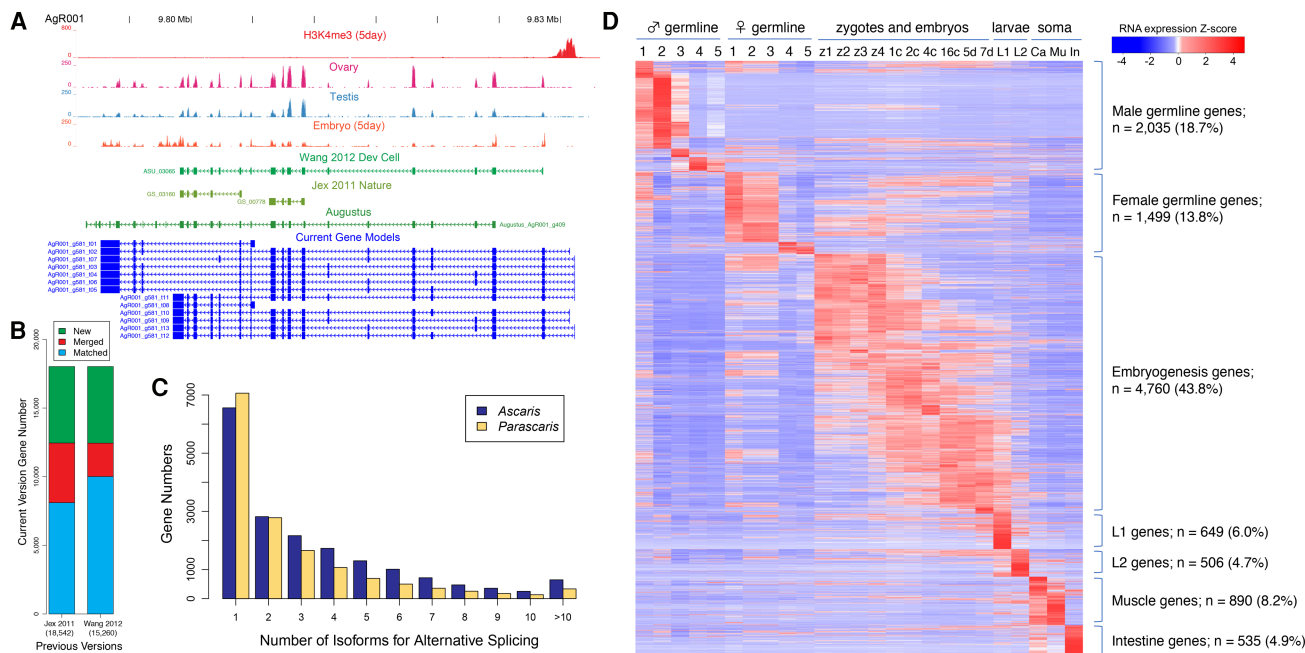 A
AgR001
9.80 Mb
9.83 Mb
600
0
H3K4me3 (5day)
250
0
Ovary
250
0
Testis
250
0
Embryo (5day)
Wang 2012 Dev Cell
ASU_03066
Jex 2011 Nature
GS_03160
GS_00778
Augustus
Augustus_AgR001_g409
Current Gene Models
AgR001_g581_t01
AgR001_g581_t02
AgR001_g581_t07
AgR001_g581_t03
AgR001_g581_t04
AgR001_g581_t06
AgR001_g581_t05
AgR001_g581_t11
AgR001_g581_t08
AgR001_g581_t10
AgR001_g581_t09
AgR001_g581_t13
AgR001_g581_t12
B
New
Merged
Matched
Current Version Gene Number
0
5,000
10,000
15,000
20,000
Jex 2011 Wang 2012
(18,542) (15,260)
Previous Versions
C
Ascaris
Parascaris
Gene Numbers
0
1000
3000
5000
7000
1 2 3 4 5 6 7 8 9 10 >10
Number of Isoforms for Alternative Splicing
D
♂ germline ♀ germline zygotes and embryos larvae soma
1 2 3 4 5 1 2 3 4 5 z1 z2 z3 z4 1c 2c 4c 16c 5d 7d L1 L2 Ca Mu In
RNA expression Z-score
-4 -2 0 2 4
Male germline genes;
n = 2,035 (18.7%)
Female germline genes;
n = 1,499 (13.8%)
Embryogenesis genes;
n = 4,760 (43.8%)
L1 genes; n = 649 (6.0%)
L2 genes; n = 506 (4.7%)
Muscle genes; n = 890 (8.2%)
Intestine genes; n = 535 (4.9%)